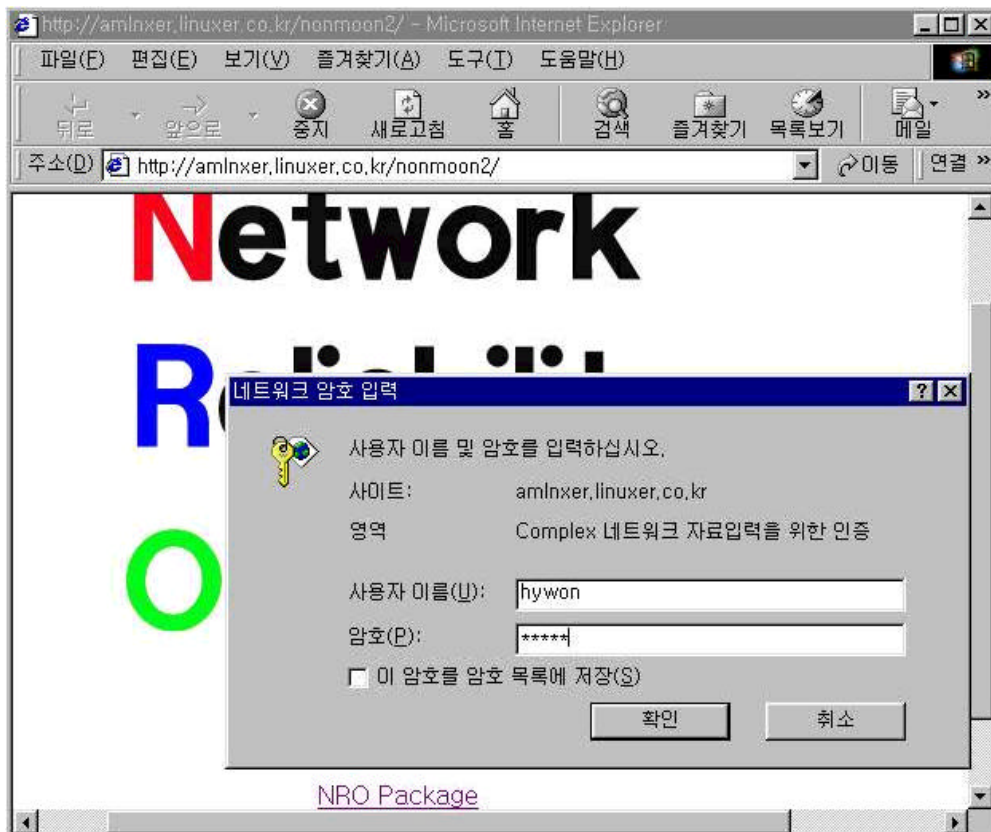 http://amlnxer.linuxer.co.kr/nonmoon2/ - Microsoft Internet Explorer
파일(F) 편집(E) 보기(V) 즐겨찾기(A) 도구(T) 도움말(H)
뒤로 앞으로 중지 새로고침 홈 검색 즐겨찾기 목록보기 메일 »
주소(D) http://amlnxer.linuxer.co.kr/nonmoon2/ 이동 연결 »
Network
R
네트워크 암호 입력
사용자 이름 및 암호를 입력하십시오.
사이트: amlnxer.linuxer.co.kr
영역 Complex 네트워크 자료입력을 위한 인증
O
사용자 이름(U): hywon
암호(P): *****
이 암호를 암호 목록에 저장(S)
확인 취소
NRO Package